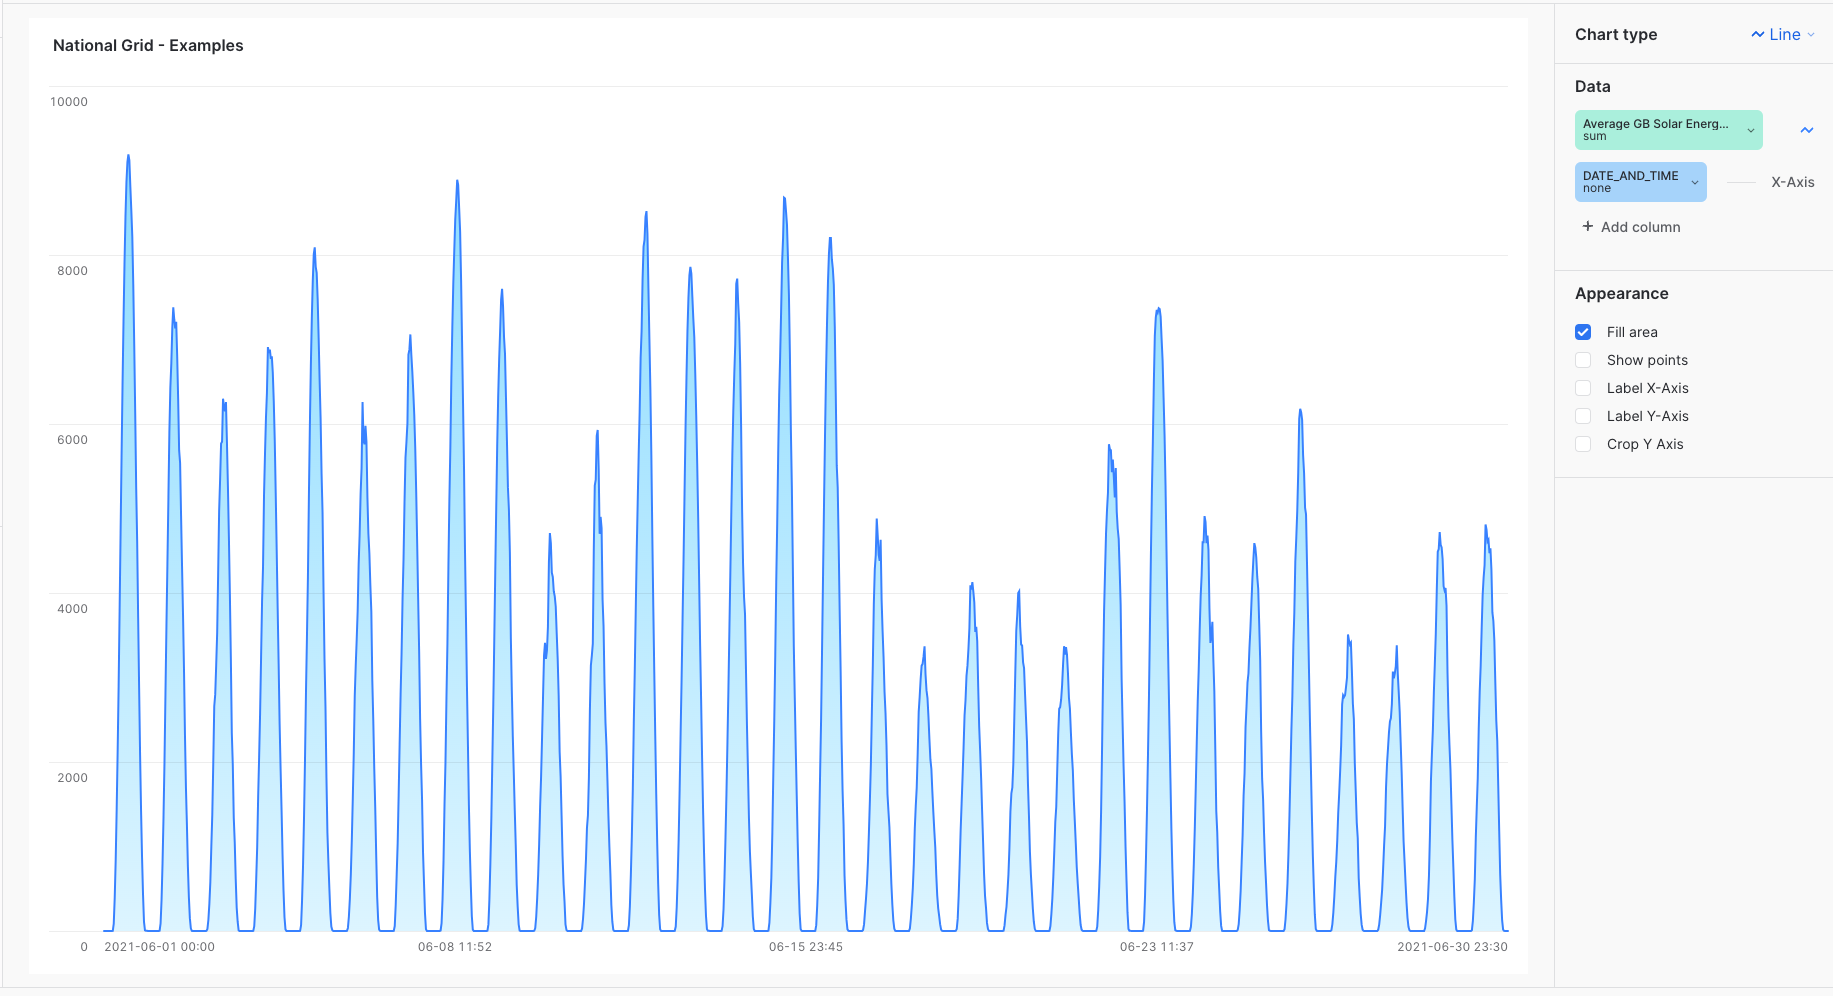 National Grid - Examples
10000
8000
6000
4000
2000
0
2021-06-01 00:00
06-08 11:52
06-15 23:45
06-23 11:37
2021-06-30 23:30
Chart type
Line
Data
Average GB Solar Energ...
sum
DATE_AND_TIME
none
X-Axis
+ Add column
Appearance
Fill area
Show points
Label X-Axis
Label Y-Axis
Crop Y Axis